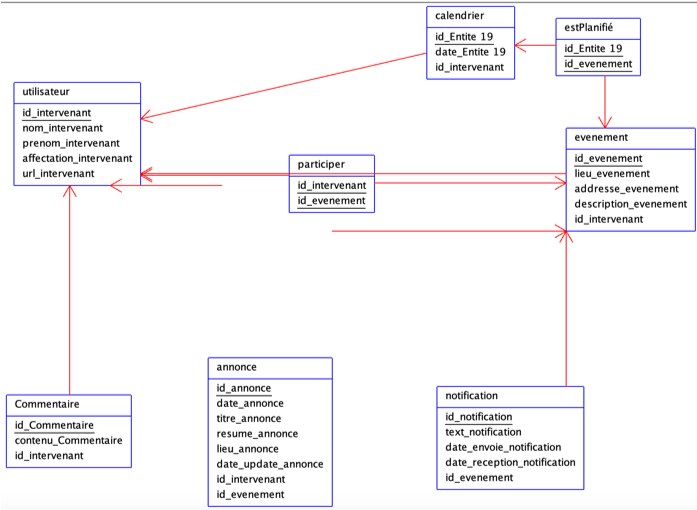 calendrier
id_Entite 19
date_Entite 19
id_intervenant
estPlanifié
id_Entite 19
id_evenement
utilisateur
id_intervenant
nom_intervenant
prenom_intervenant
affectation_intervenant
url_intervenant
participer
id_intervenant
id_evenement
evenement
id_evenement
lieu_evenement
addresse_evenement
description_evenement
id_intervenant
Commentaire
id_Commentaire
contenu_Commentaire
id_intervenant
annonce
id_annonce
date_annonce
titre_annonce
resume_annonce
lieu_annonce
date_update_annonce
id_intervenant
id_evenement
notification
id_notification
text_notification
date_envoie_notification
date_reception_notification
id_evenement